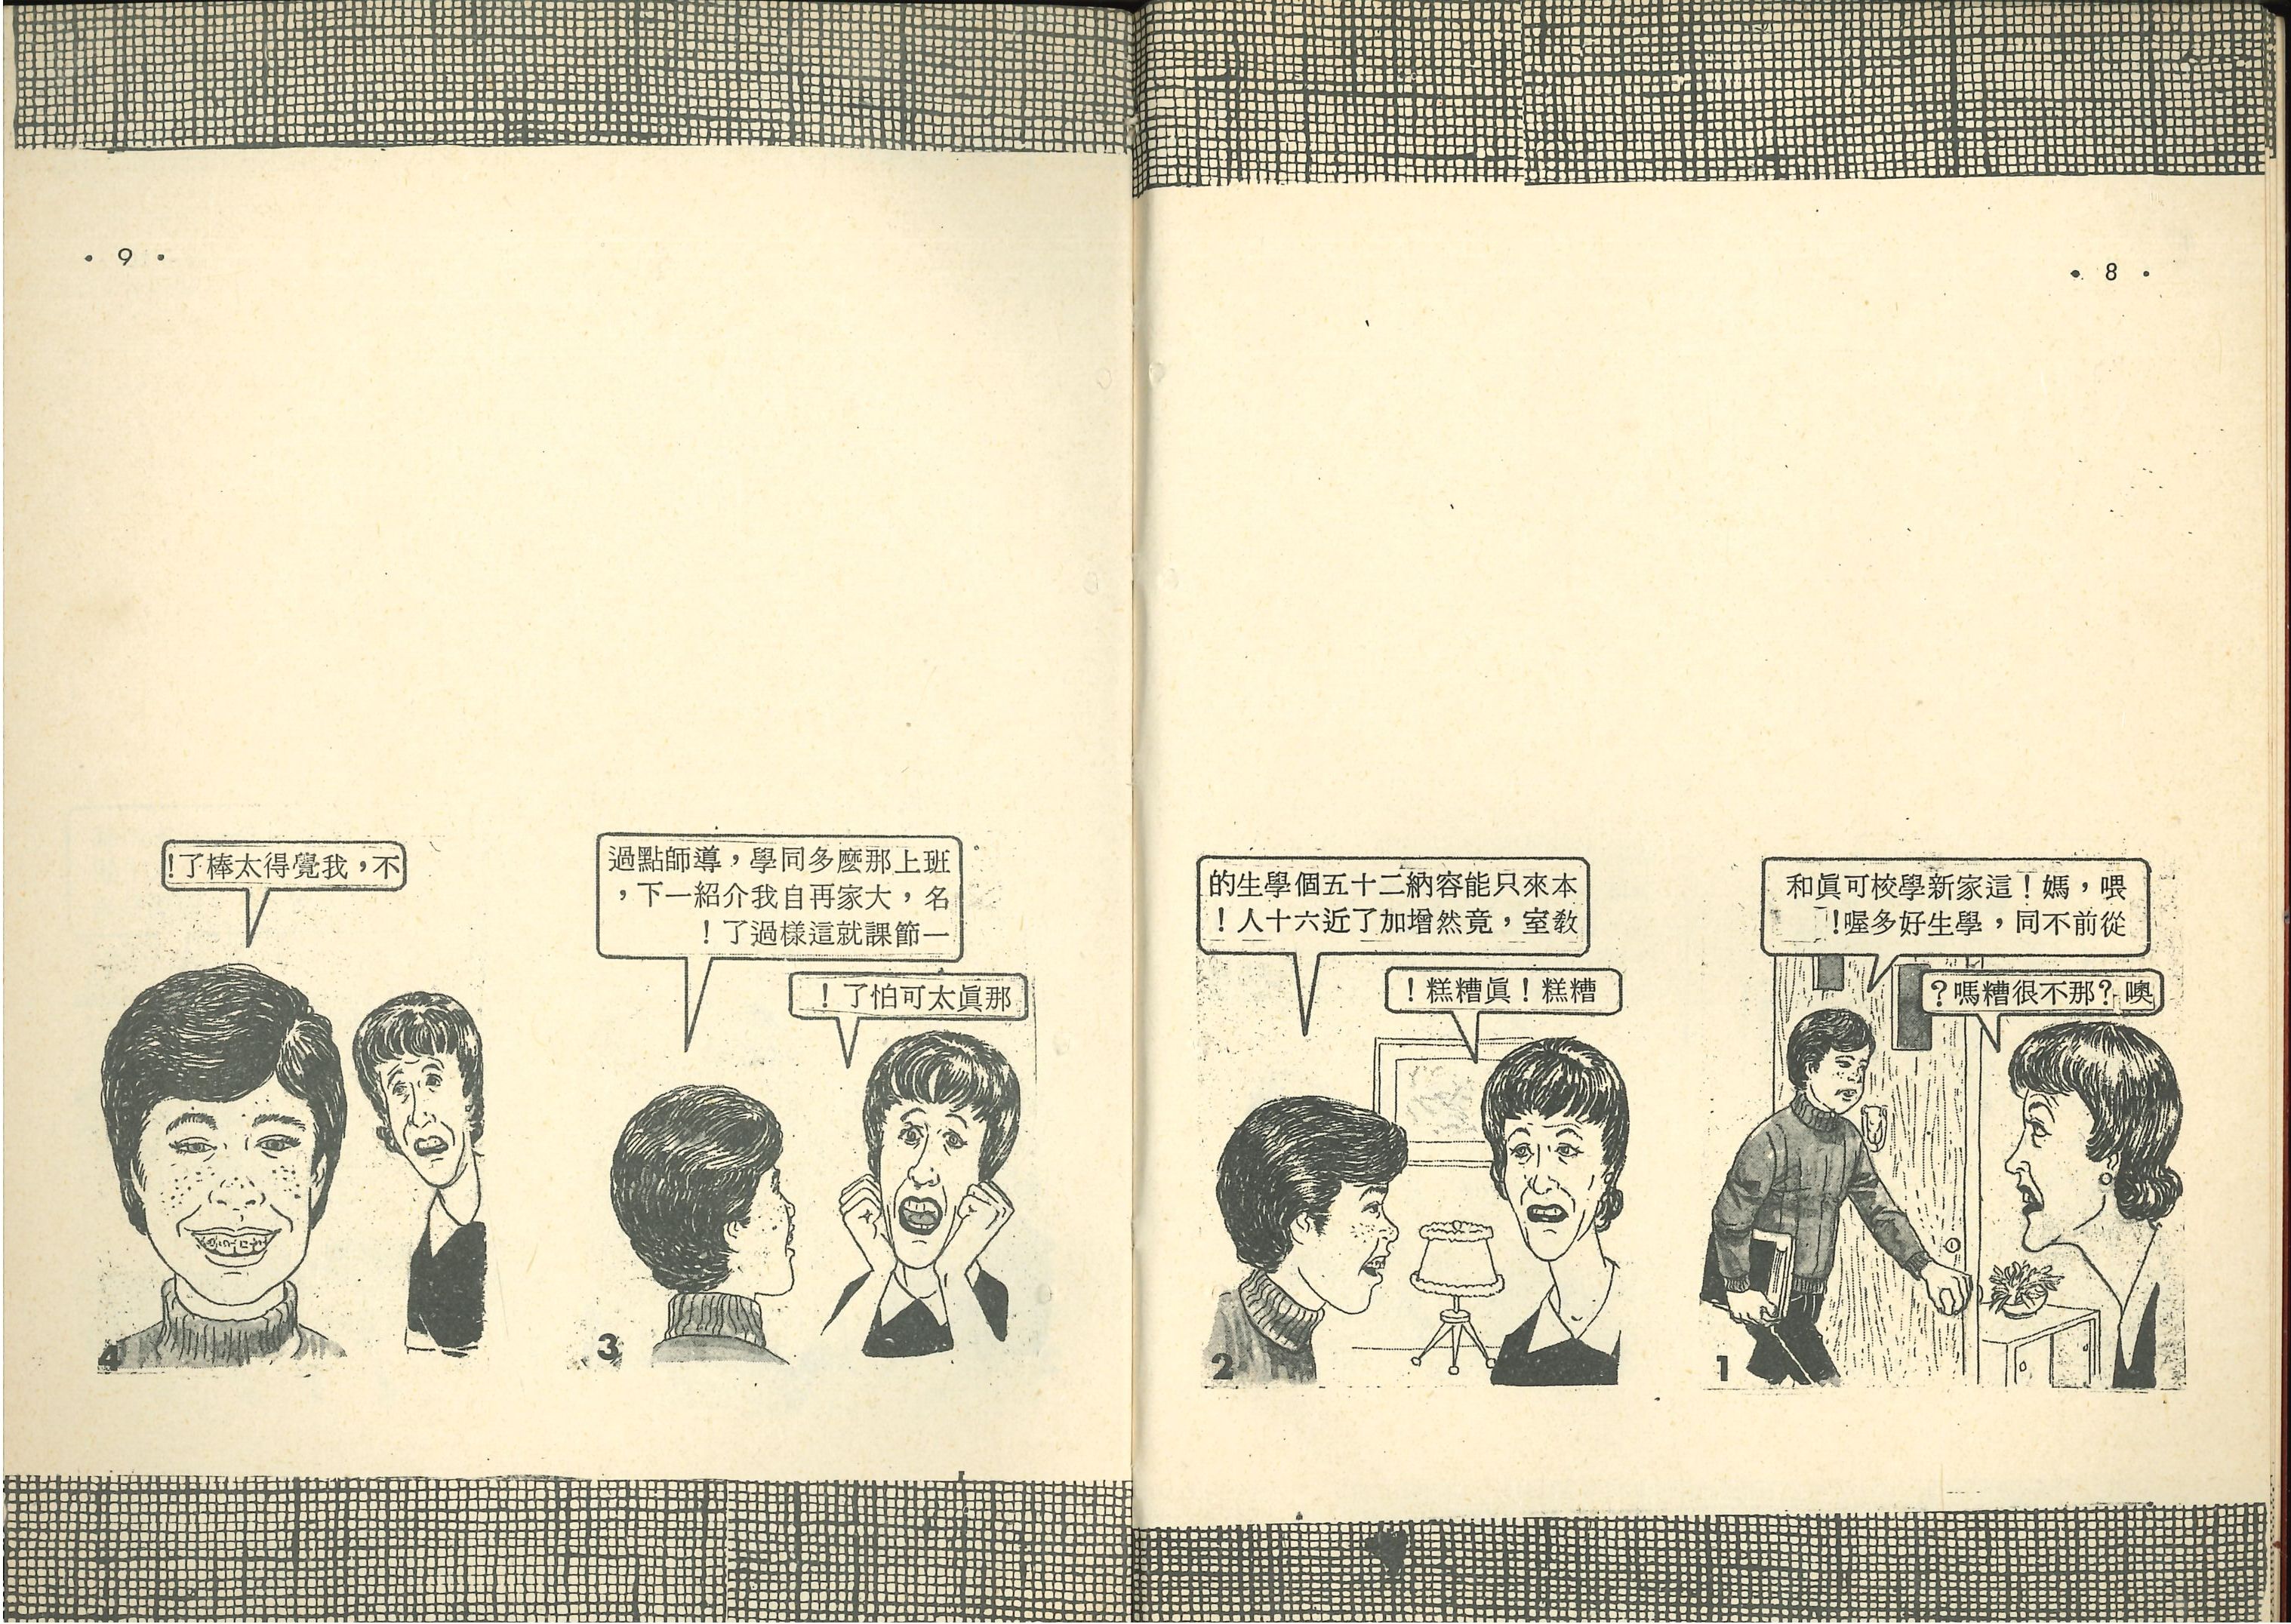 8
喂，媽！這家新學校可眞和
從前不同，學生好多喔！
噢？那不很糟嗎？
1
本來只能容納二十五個學生的
敎室，竟然增加了近六十人！
糟糕！眞糟糕！
2
9
班上那麽多同學，導師點過
名，大家再自我介紹一下，
一節課就這樣過了！
那眞太可怕了！
3
不，我覺得太棒了！
4